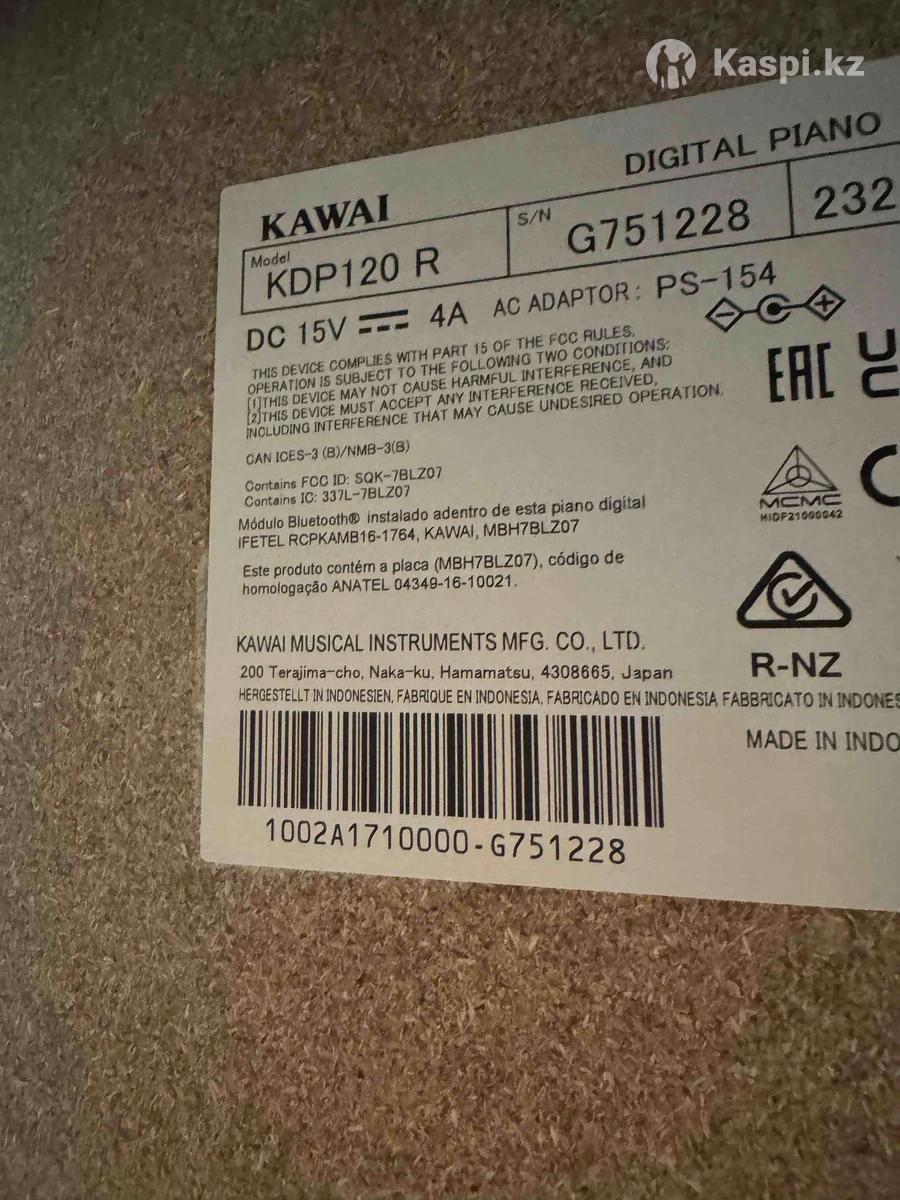 Kaspi.kz
DIGITAL PIANO
KAWAI
Model KDP120 R S/N G751228 232
DC 15V 4A AC ADAPTOR: PS-154
THIS DEVICE COMPLIES WITH PART 15 OF THE FCC RULES.
OPERATION IS SUBJECT TO THE FOLLOWING TWO CONDITIONS:
[1]THIS DEVICE MAY NOT CAUSE HARMFUL INTERFERENCE, AND
[2]THIS DEVICE MUST ACCEPT ANY INTERFERENCE RECEIVED,
INCLUDING INTERFERENCE THAT MAY CAUSE UNDESIRED OPERATION.
EAC
CAN ICES-3 (B)/NMB-3(B)
Contains FCC ID: SQK-7BLZ07
Contains IC: 337L-7BLZ07
MCMC
HIDF21000042
Módulo Bluetooth® instalado adentro de esta piano digital
IFETEL RCPKAMB16-1764, KAWAI, MBH7BLZ07
Este produto contém a placa (MBH7BLZ07), código de
homologação ANATEL 04349-16-10021.
R-NZ
KAWAI MUSICAL INSTRUMENTS MFG. CO., LTD.
200 Terajima-cho, Naka-ku, Hamamatsu, 4308665, Japan
HERGESTELLT IN INDONESIEN, FABRIQUE EN INDONESIA, FABRICADO EN INDONESIA FABBRICATO IN INDONES
MADE IN INDO
1002A1710000-G751228